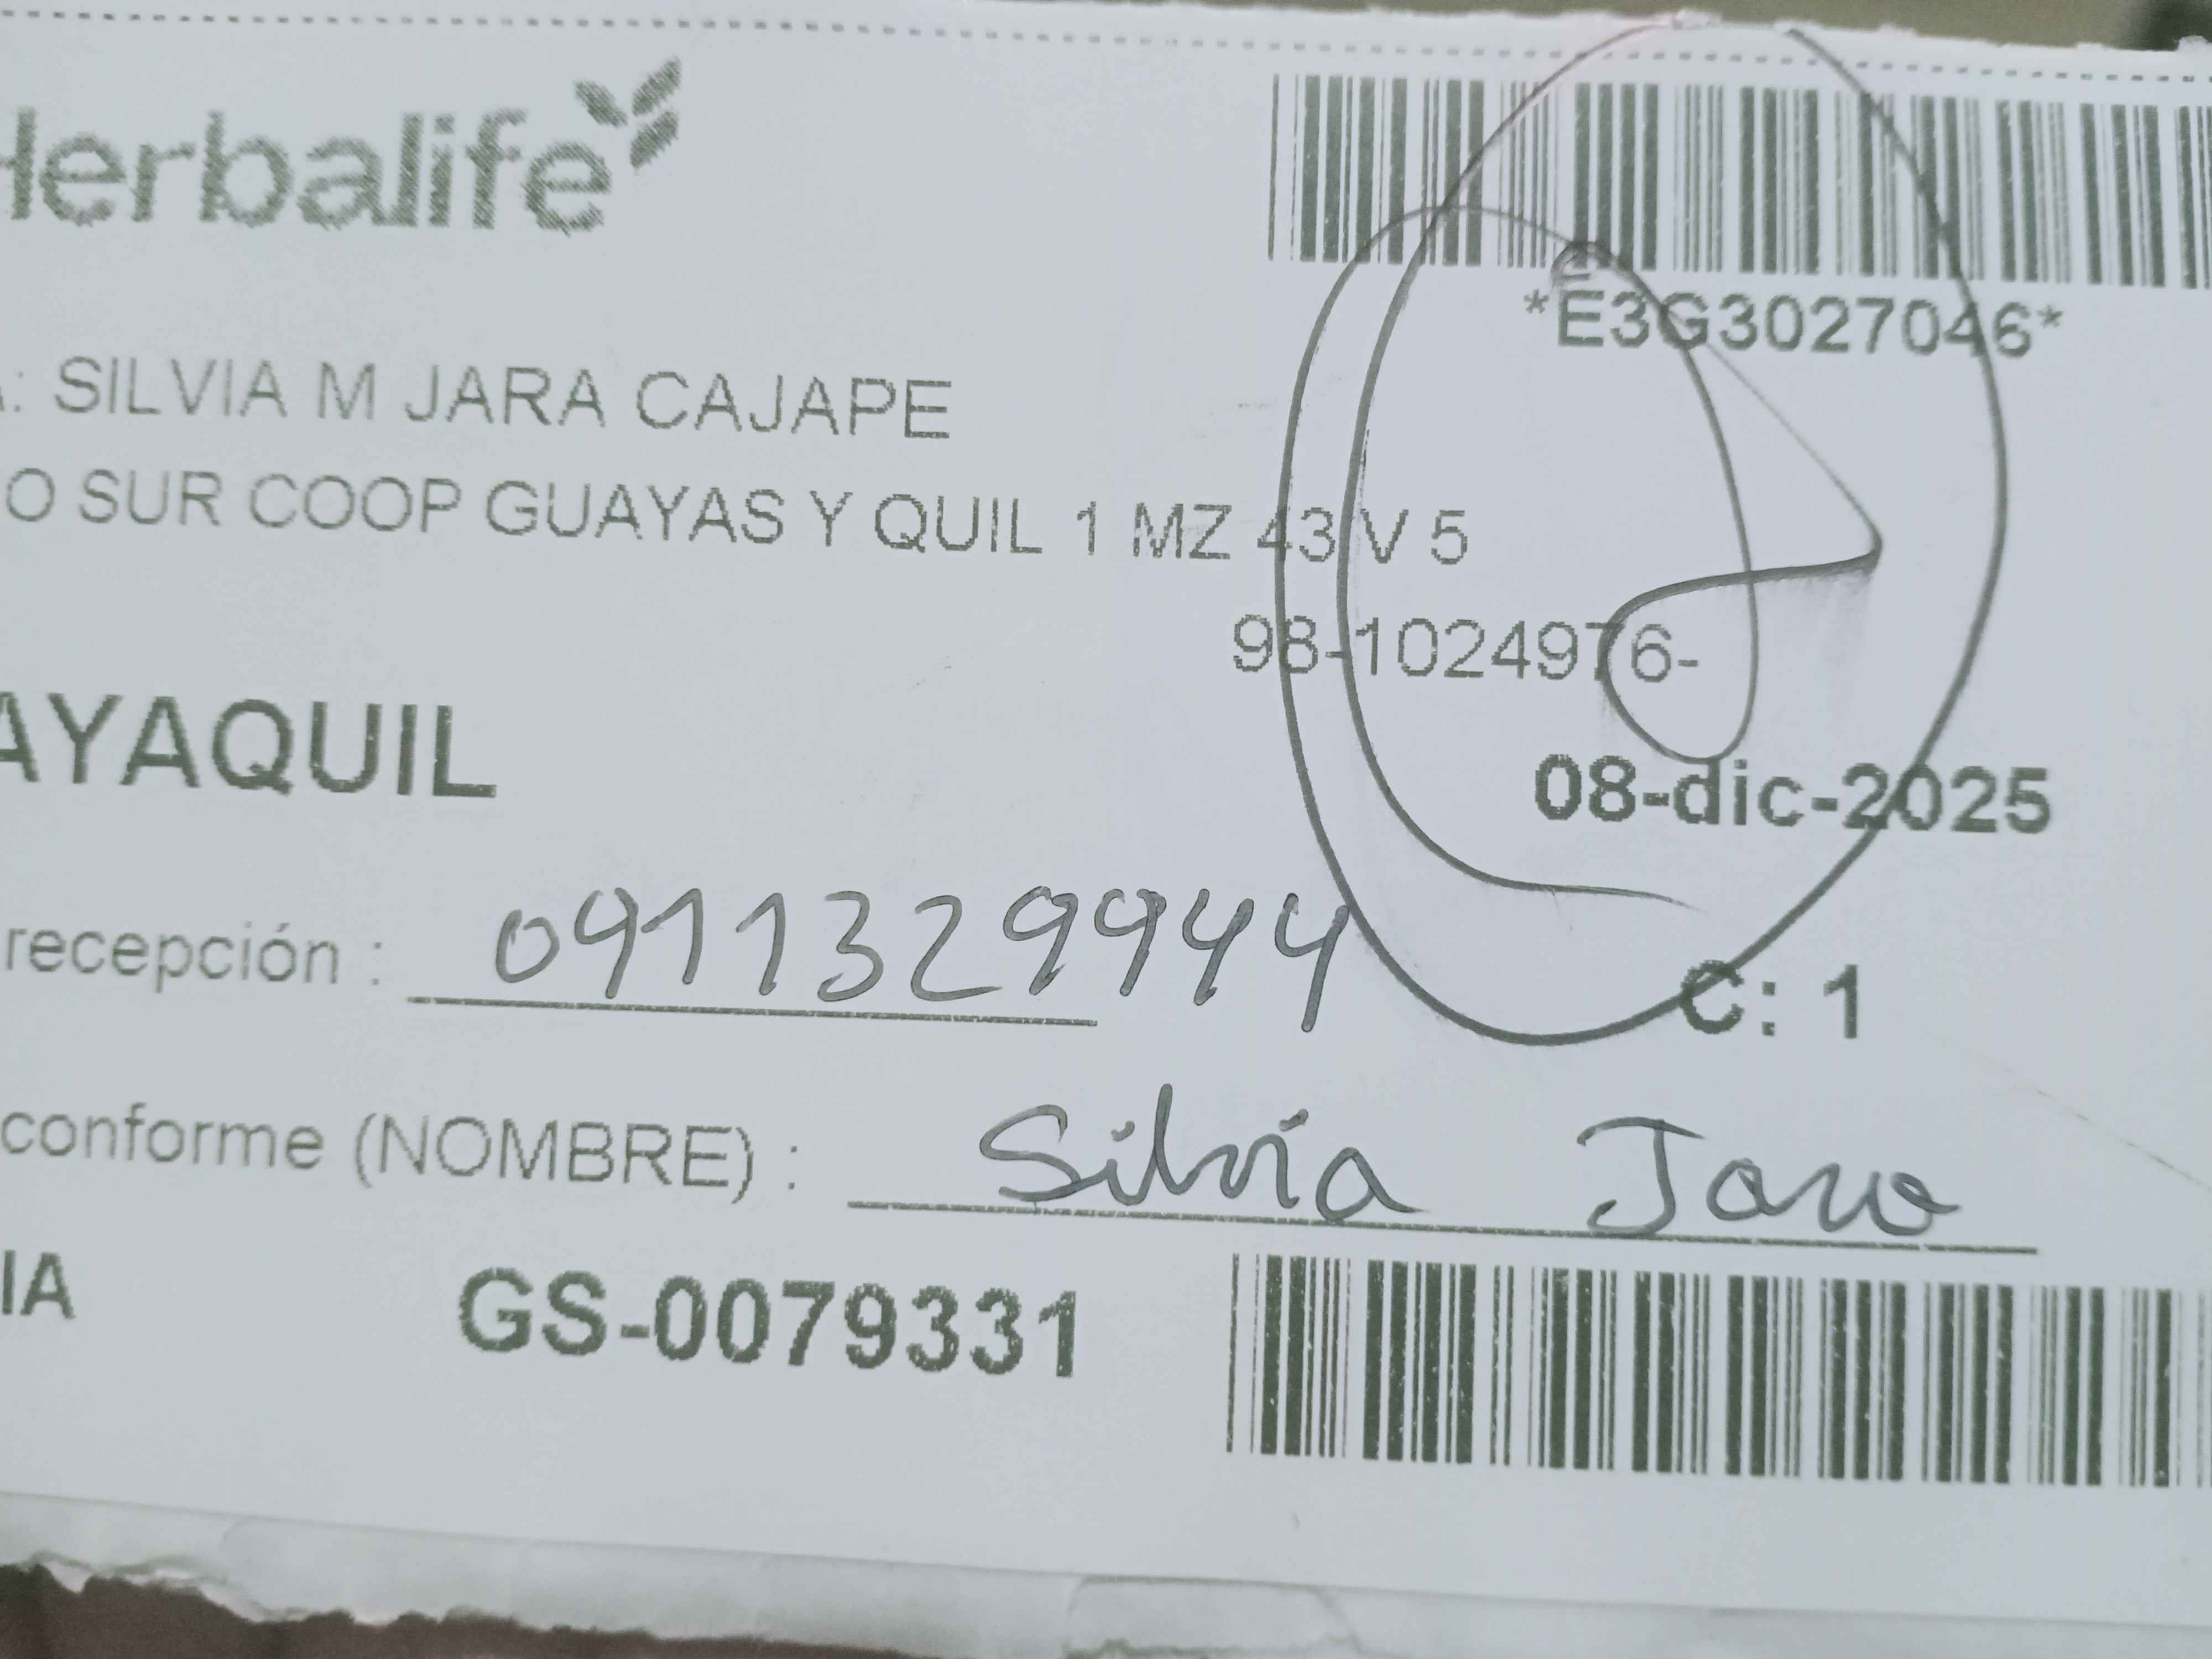 Herbalife
*E3G3027046*
A: SILVIA M JARA CAJAPE
O SUR COOP GUAYAS Y QUIL 1 MZ 43 V 5
98-1024976-
AYAQUIL
08-dic-2025
recepción : 0911329944
C: 1
conforme (NOMBRE) : Silvia Jara
IA GS-0079331